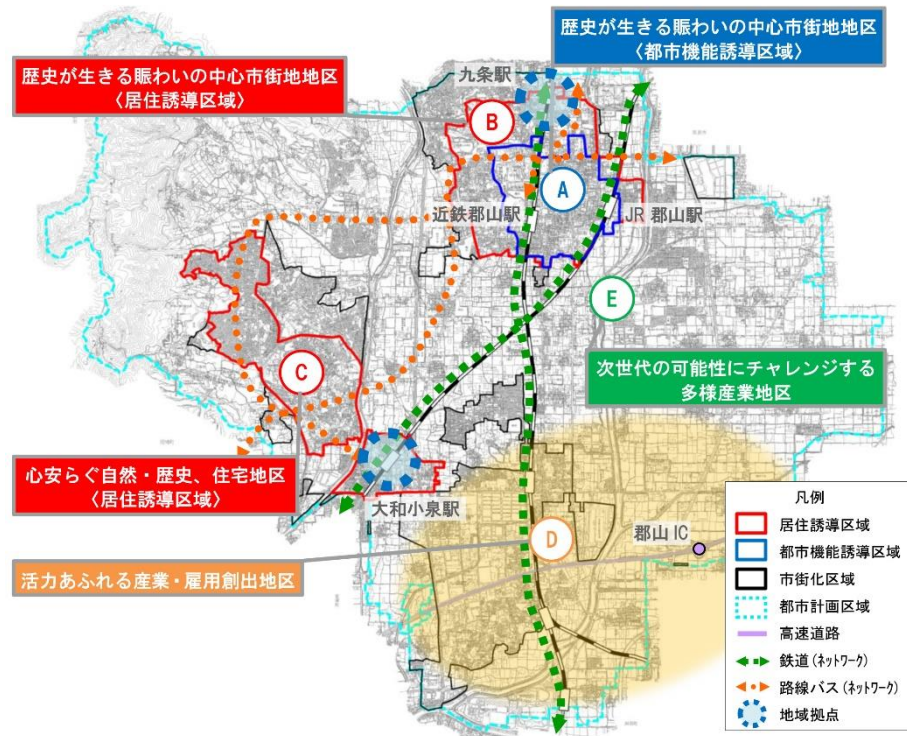 歴史が生きる賑わいの中心市街地地区
〈都市機能誘導区域〉
歴史が生きる賑わいの中心市街地地区
〈居住誘導区域〉
九条駅
B
A
近鉄郡山駅
JR 郡山駅
E
次世代の可能性にチャレンジする
多様産業地区
C
心安らぐ自然・歴史、住宅地区
〈居住誘導区域〉
大和小泉駅
D
郡山 IC
活力あふれる産業・雇用創出地区
凡例
居住誘導区域
都市機能誘導区域
市街化区域
都市計画区域
高速道路
鉄道(ネットワーク)
路線バス(ネットワーク)
地域拠点